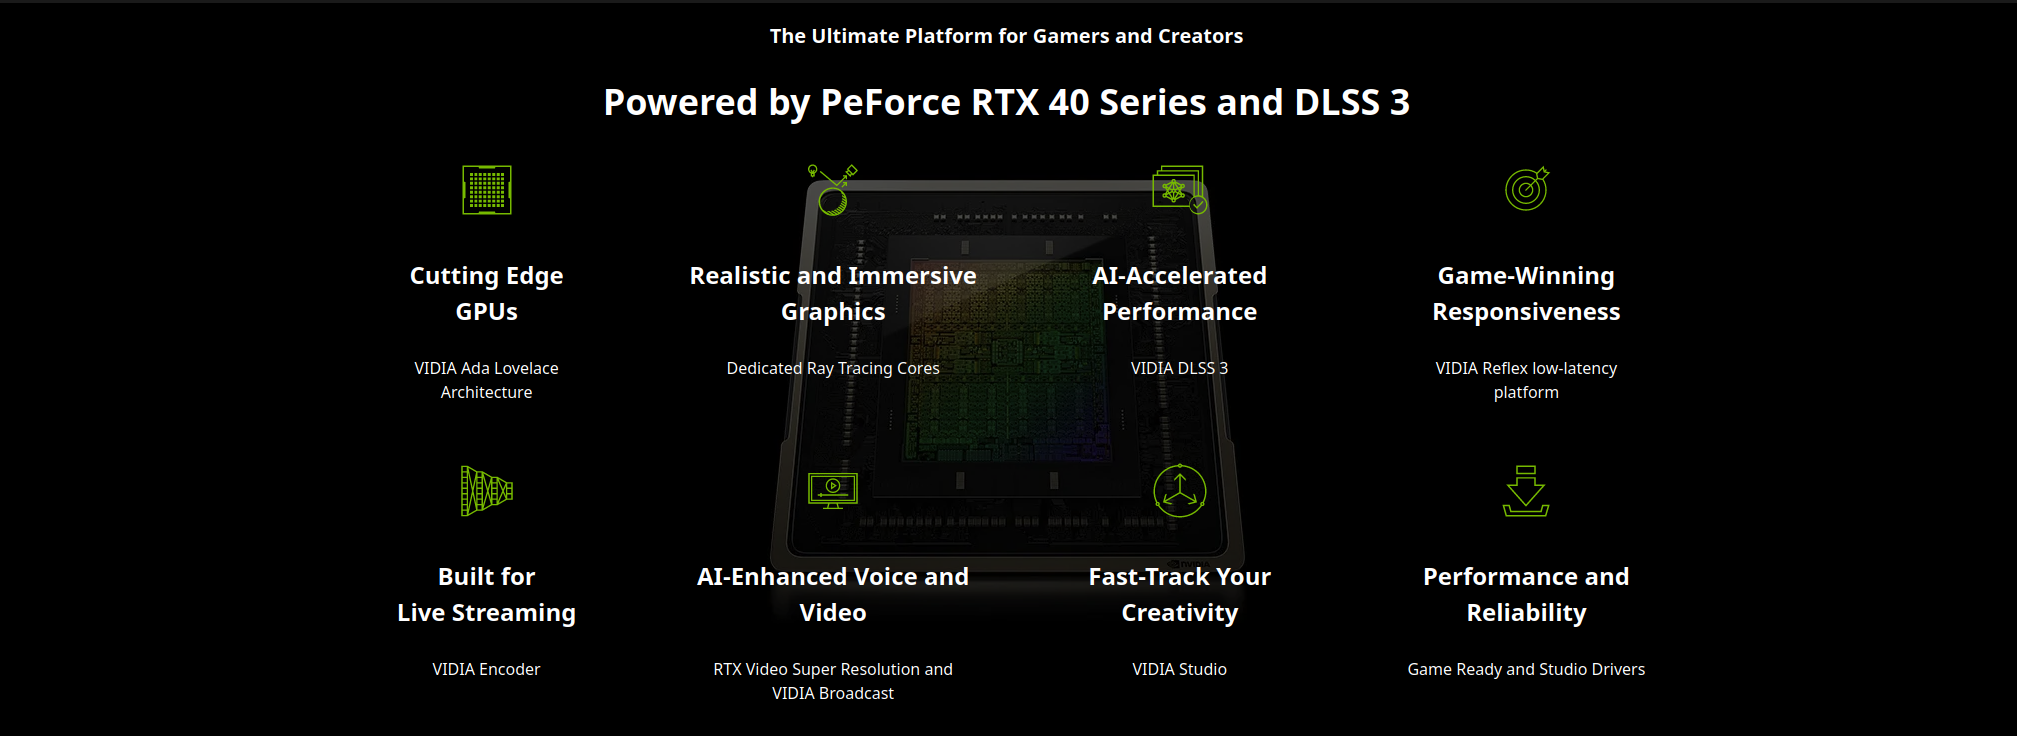 The Ultimate Platform for Gamers and Creators
Powered by PeForce RTX 40 Series and DLSS 3
Cutting Edge
GPUs
VIDIA Ada Lovelace
Architecture
Realistic and Immersive
Graphics
Dedicated Ray Tracing Cores
AI-Accelerated
Performance
VIDIA DLSS 3
Game-Winning
Responsiveness
VIDIA Reflex low-latency
platform
Built for
Live Streaming
VIDIA Encoder
AI-Enhanced Voice and
Video
RTX Video Super Resolution and
VIDIA Broadcast
Fast-Track Your
Creativity
VIDIA Studio
Performance and
Reliability
Game Ready and Studio Drivers